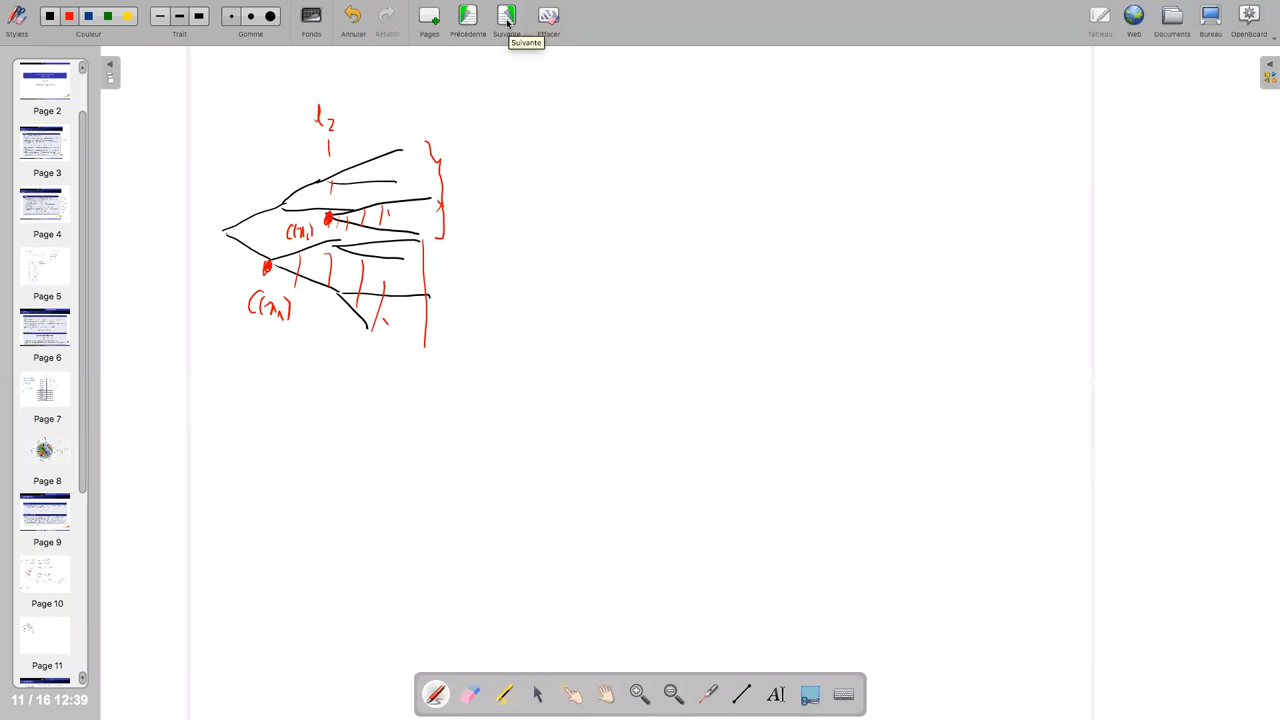 Stylets
Couleur
Trait
Gomme
Fonds
Annuler
Rétablir
Pages
Précédente
Suivante
Effacer
Tableau
Web
Documents
Bureau
OpenBoard
Suivante
Page 2
Page 3
Page 4
Page 5
Page 6
Page 7
Page 8
Page 9
Page 10
Page 11
11 / 16 12:39
l2
C(x1)